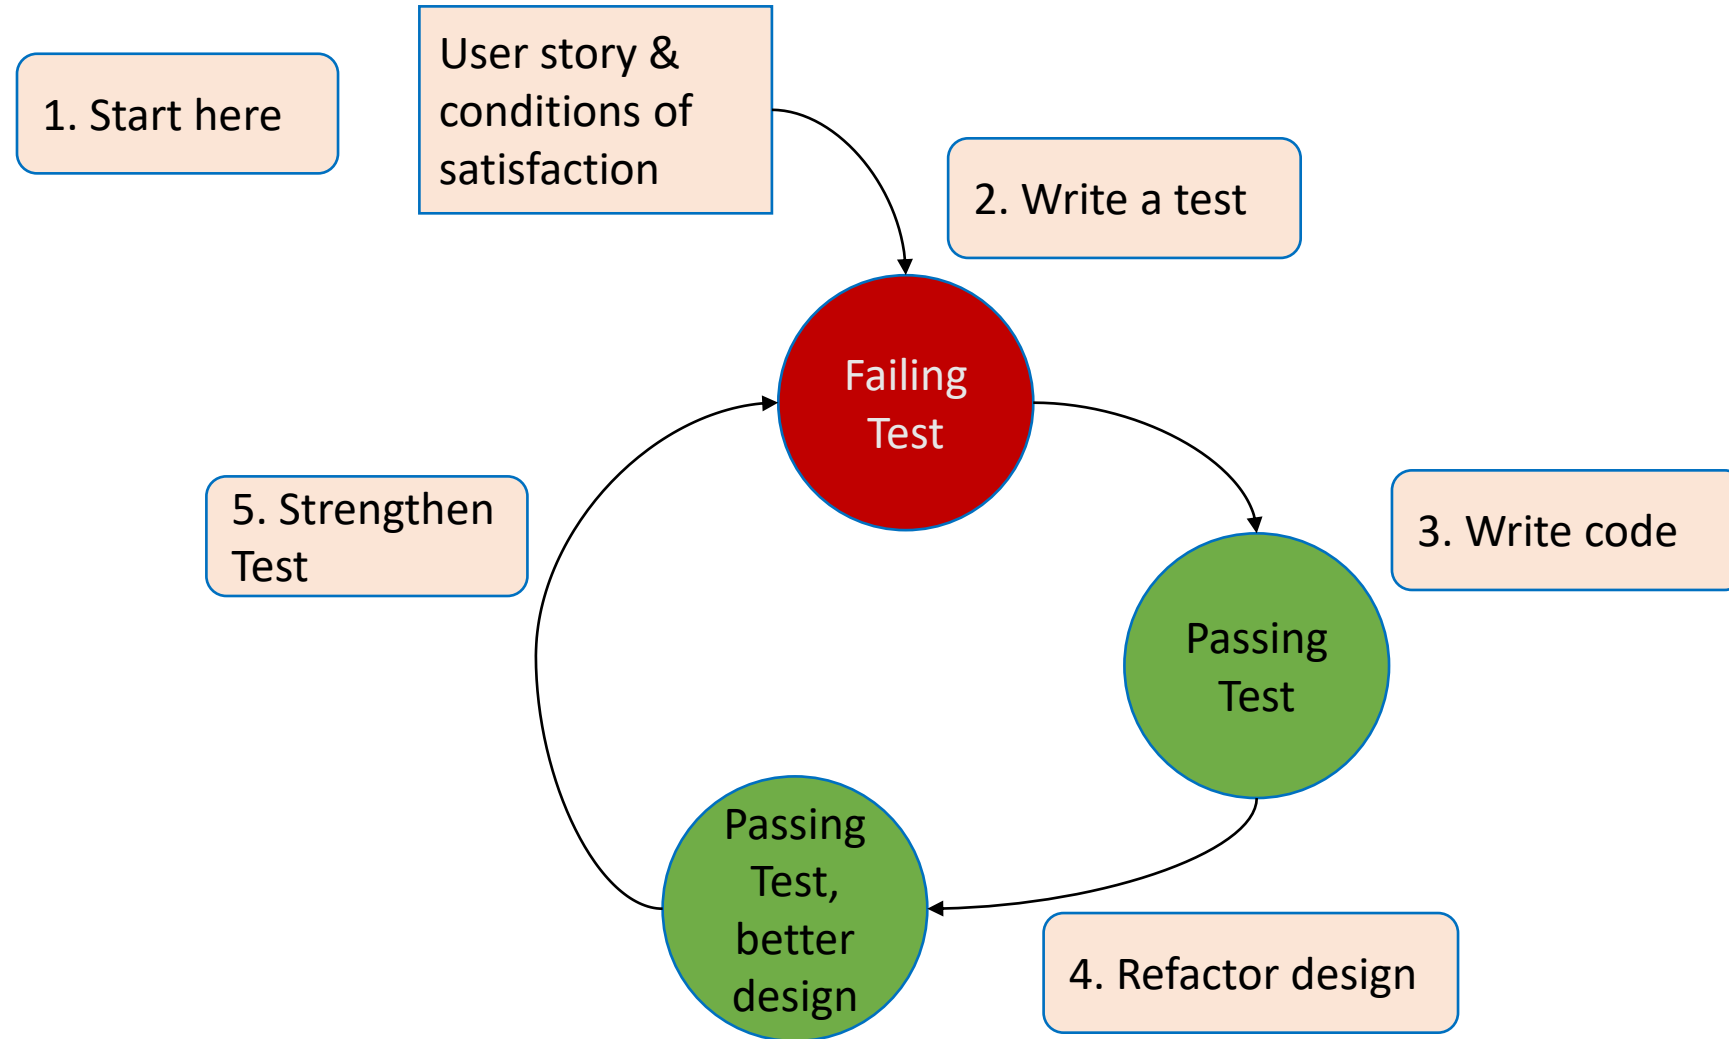 1. Start here
User story &
conditions of
satisfaction
2. Write a test
Failing
Test
5. Strengthen
Test
3. Write code
Passing
Test
Passing
Test,
better
design
4. Refactor design